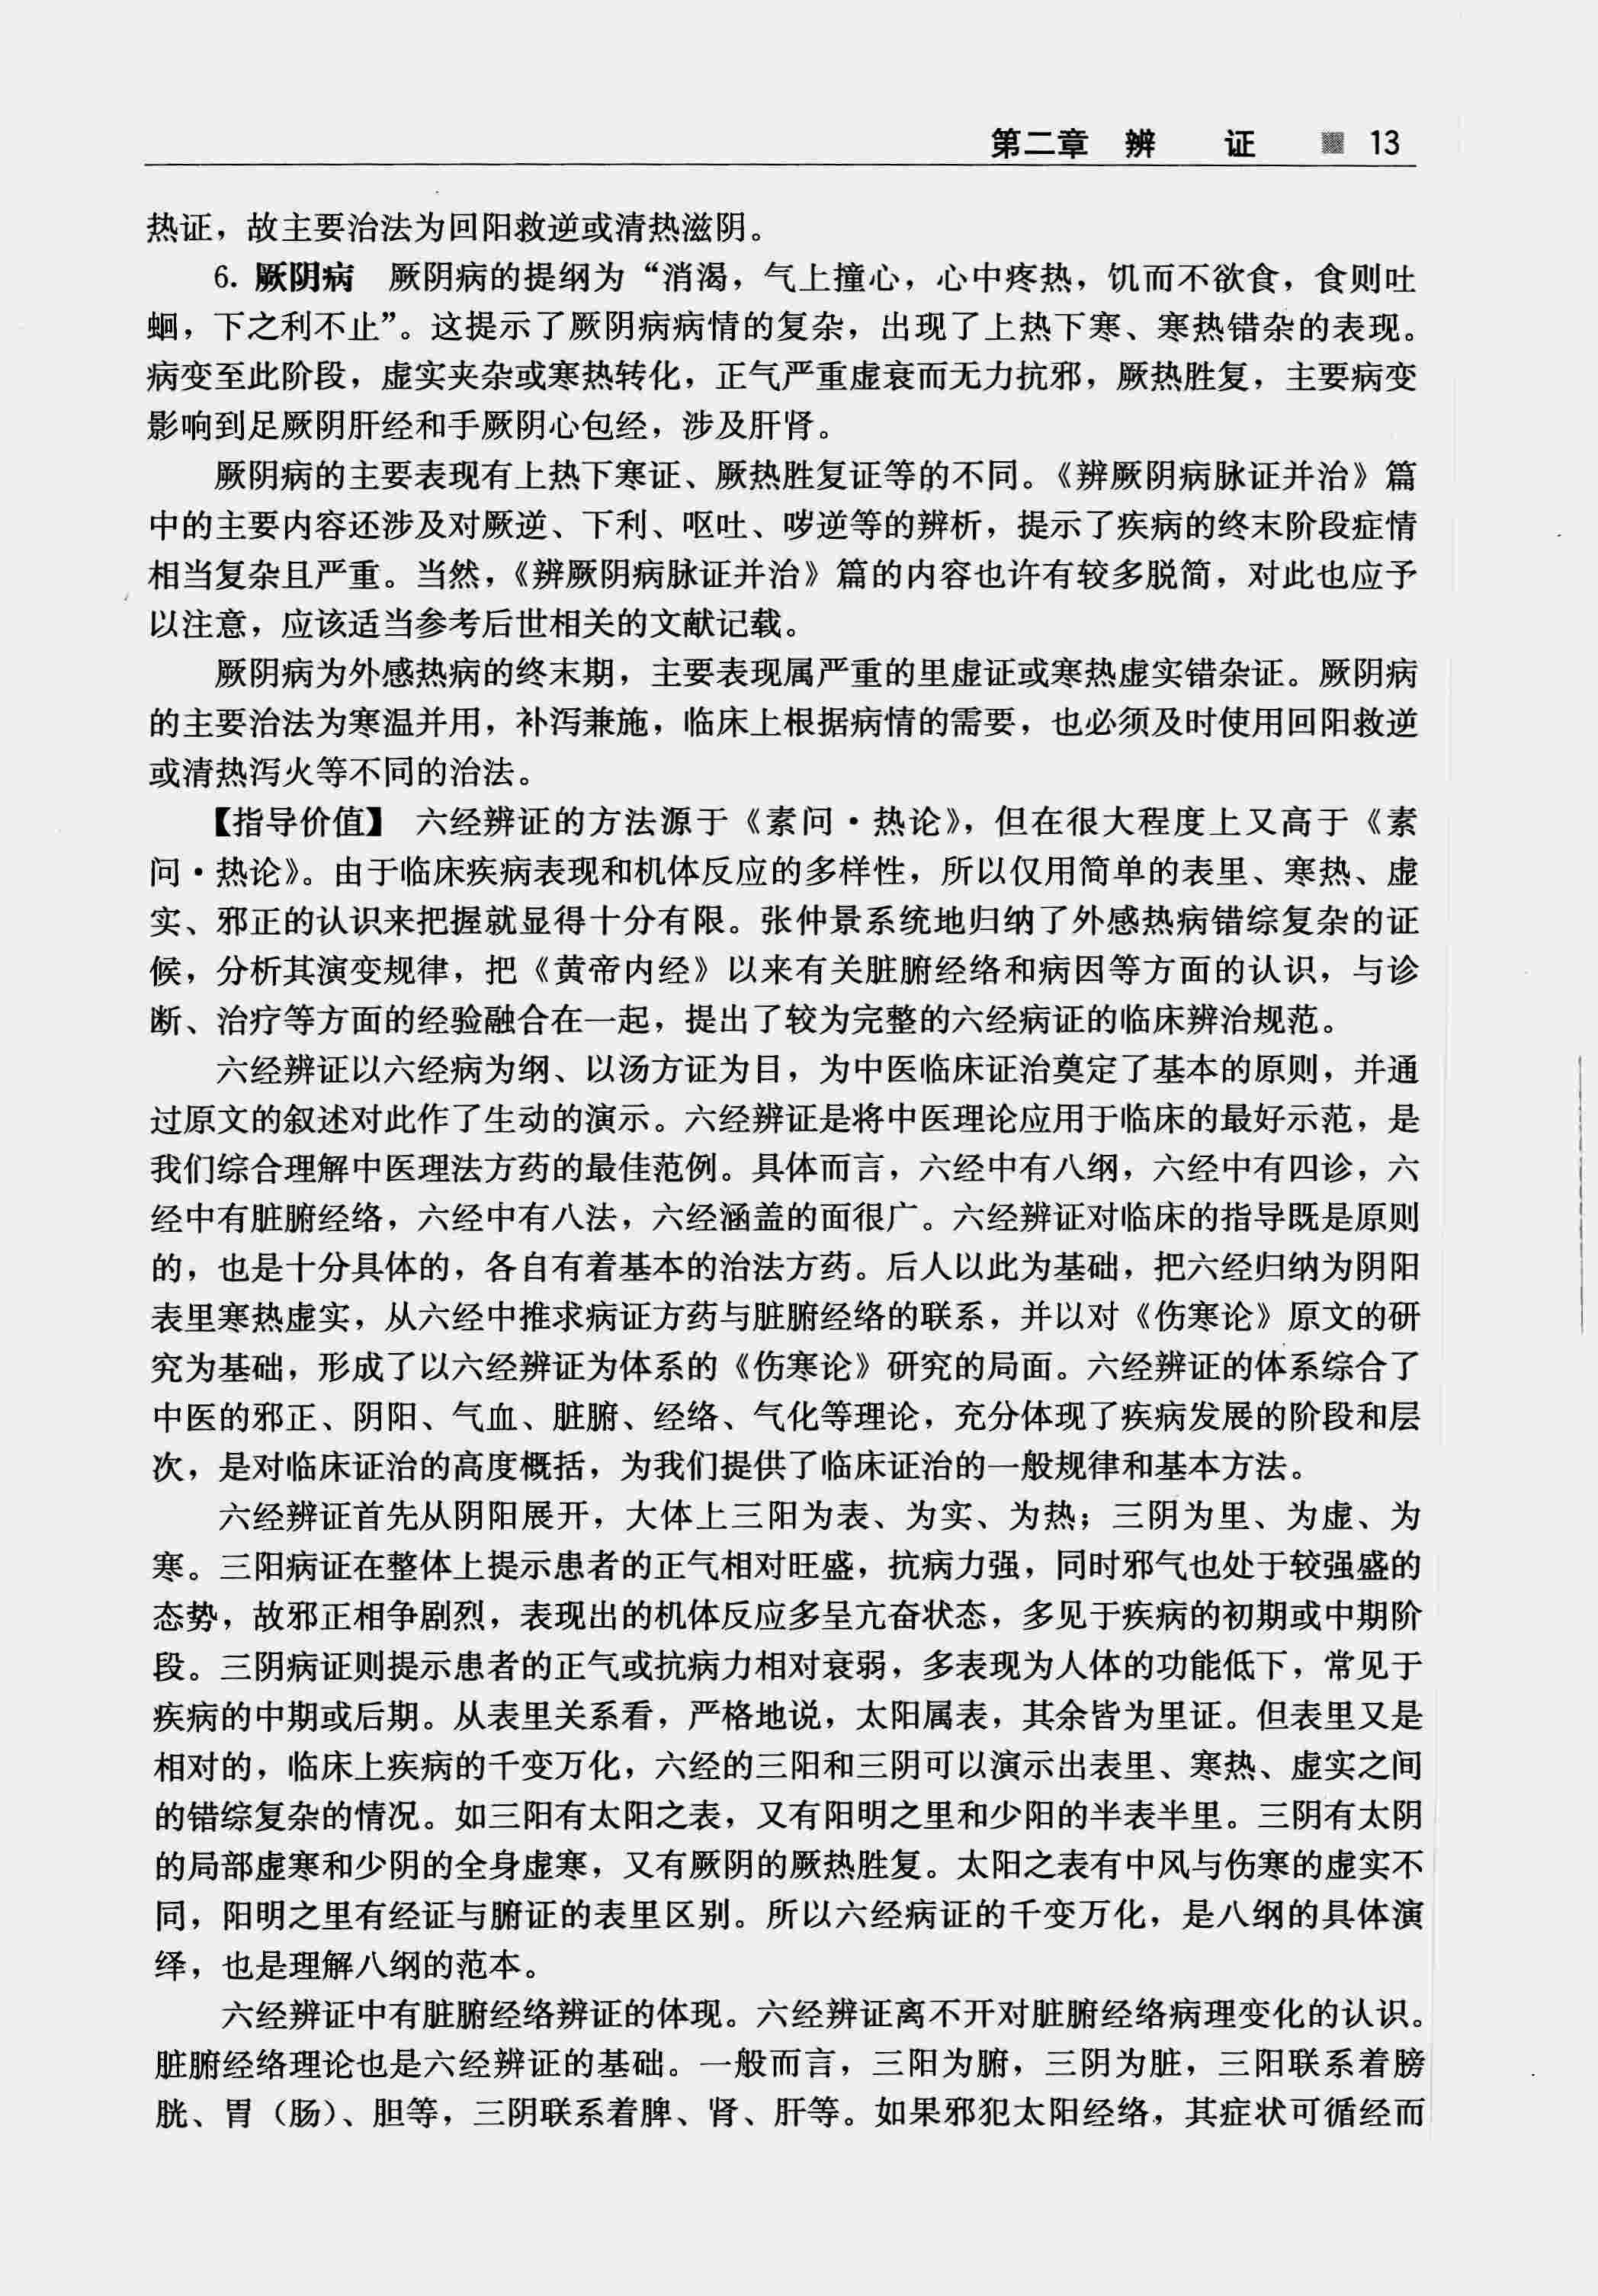 第二章　辨　　证　　13
热证，故主要治法为回阳救逆或清热滋阴。
6. 厥阴病　厥阴病的提纲为“消渴，气上撞心，心中疼热，饥而不欲食，食则吐
蛔，下之利不止”。这提示了厥阴病病情的复杂，出现了上热下寒、寒热错杂的表现。
病变至此阶段，虚实夹杂或寒热转化，正气严重虚衰而无力抗邪，厥热胜复，主要病变
影响到足厥阴肝经和手厥阴心包经，涉及肝肾。
厥阴病的主要表现有上热下寒证、厥热胜复证等的不同。《辨厥阴病脉证并治》篇
中的主要内容还涉及对厥逆、下利、呕吐、哕逆等的辨析，提示了疾病的终末阶段症情
相当复杂且严重。当然，《辨厥阴病脉证并治》篇的内容也许有较多脱简，对此也应予
以注意，应该适当参考后世相关的文献记载。
厥阴病为外感热病的终末期，主要表现属严重的里虚证或寒热虚实错杂证。厥阴病
的主要治法为寒温并用，补泻兼施，临床上根据病情的需要，也必须及时使用回阳救逆
或清热泻火等不同的治法。
【指导价值】　六经辨证的方法源于《素问·热论》，但在很大程度上又高于《素
问·热论》。由于临床疾病表现和机体反应的多样性，所以仅用简单的表里、寒热、虚
实、邪正的认识来把握就显得十分有限。张仲景系统地归纳了外感热病错综复杂的证
候，分析其演变规律，把《黄帝内经》以来有关脏腑经络和病因等方面的认识，与诊
断、治疗等方面的经验融合在一起，提出了较为完整的六经病证的临床辨治规范。
六经辨证以六经病为纲、以汤方证为目，为中医临床证治奠定了基本的原则，并通
过原文的叙述对此作了生动的演示。六经辨证是将中医理论应用于临床的最好示范，是
我们综合理解中医理法方药的最佳范例。具体而言，六经中有八纲，六经中有四诊，六
经中有脏腑经络，六经中有八法，六经涵盖的面很广。六经辨证对临床的指导既是原则
的，也是十分具体的，各自有着基本的治法方药。后人以此为基础，把六经归纳为阴阳
表里寒热虚实，从六经中推求病证方药与脏腑经络的联系，并以对《伤寒论》原文的研
究为基础，形成了以六经辨证为体系的《伤寒论》研究的局面。六经辨证的体系综合了
中医的邪正、阴阳、气血、脏腑、经络、气化等理论，充分体现了疾病发展的阶段和层
次，是对临床证治的高度概括，为我们提供了临床证治的一般规律和基本方法。
六经辨证首先从阴阳展开，大体上三阳为表、为实、为热；三阴为里、为虚、为
寒。三阳病证在整体上提示患者的正气相对旺盛，抗病力强，同时邪气也处于较强盛的
态势，故邪正相争剧烈，表现出的机体反应多呈亢奋状态，多见于疾病的初期或中期阶
段。三阴病证则提示患者的正气或抗病力相对衰弱，多表现为人体的功能低下，常见于
疾病的中期或后期。从表里关系看，严格地说，太阳属表，其余皆为里证。但表里又是
相对的，临床上疾病的千变万化，六经的三阳和三阴可以演示出表里、寒热、虚实之间
的错综复杂的情况。如三阳有太阳之表，又有阳明之里和少阳的半表半里。三阴有太阴
的局部虚寒和少阴的全身虚寒，又有厥阴的厥热胜复。太阳之表有中风与伤寒的虚实不
同，阳明之里有经证与腑证的表里区别。所以六经病证的千变万化，是八纲的具体演
绎，也是理解八纲的范本。
六经辨证中有脏腑经络辨证的体现。六经辨证离不开对脏腑经络病理变化的认识。
脏腑经络理论也是六经辨证的基础。一般而言，三阳为腑，三阴为脏，三阳联系着膀
胱、胃（肠）、胆等，三阴联系着脾、肾、肝等。如果邪犯太阳经络，其症状可循经而